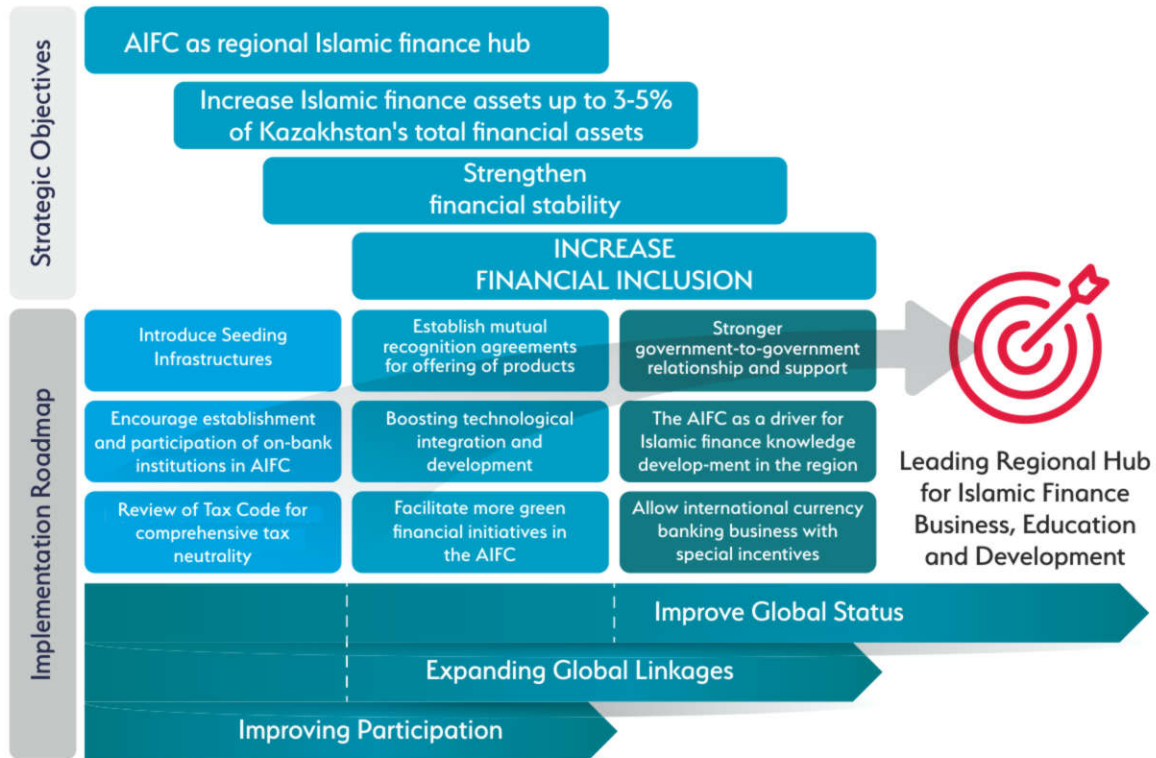 Strategic Objectives
AIFC as regional Islamic finance hub
Increase Islamic finance assets up to 3-5%
of Kazakhstan's total financial assets
Strengthen
financial stability
INCREASE
FINANCIAL INCLUSION
Implementation Roadmap
Introduce Seeding
Infrastructures
Establish mutual
recognition agreements
for offering of products
Stronger
government-to-government
relationship and support
Encourage establishment
and participation of on-bank
institutions in AIFC
Boosting technological
integration and
development
The AIFC as a driver for
Islamic finance knowledge
develop-ment in the region
Review of Tax Code for
comprehensive tax
neutrality
Facilitate more green
financial initiatives in
the AIFC
Allow international currency
banking business with
special incentives
Leading Regional Hub
for Islamic Finance
Business, Education
and Development
Improve Global Status
Expanding Global Linkages
Improving Participation